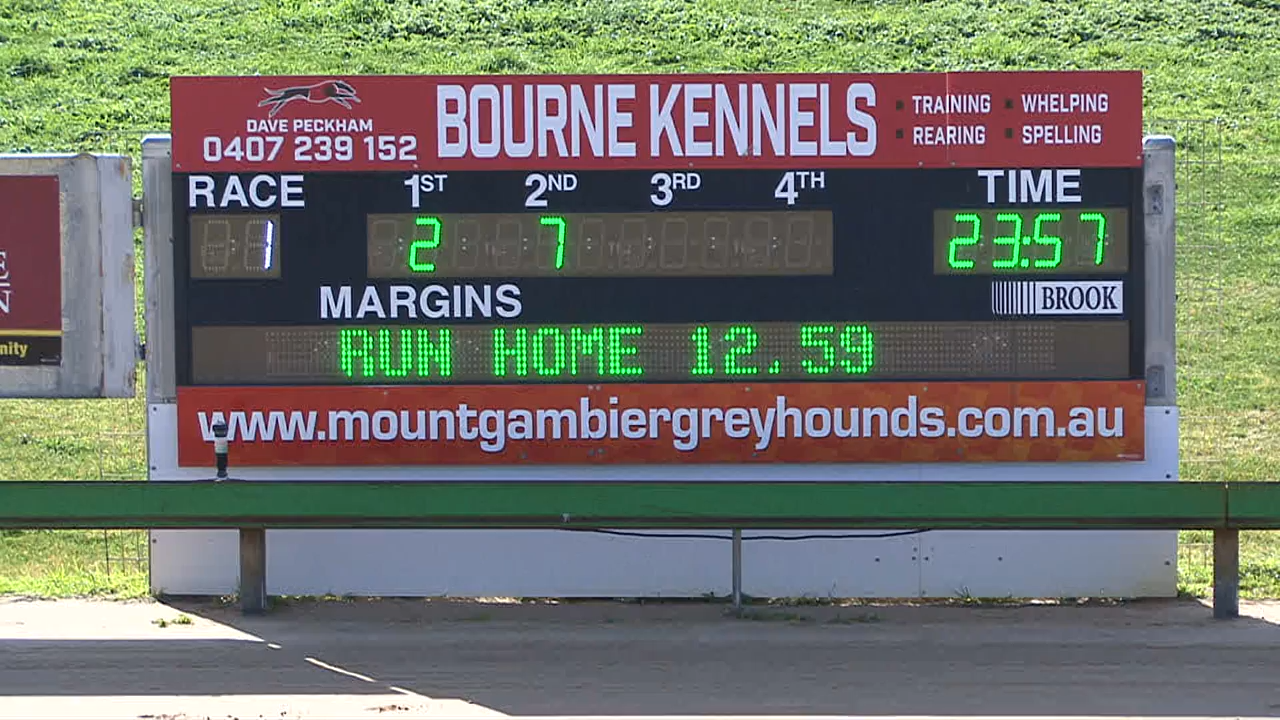 BOURNE KENNELS
DAVE PECKHAM
0407 239 152
TRAINING WHELPING
REARING SPELLING
RACE 1ST 2ND 3RD 4TH TIME
1 2 7 23:57
MARGINS BROOK
RUN HOME 12.59
www.mountgambiergreyhounds.com.au